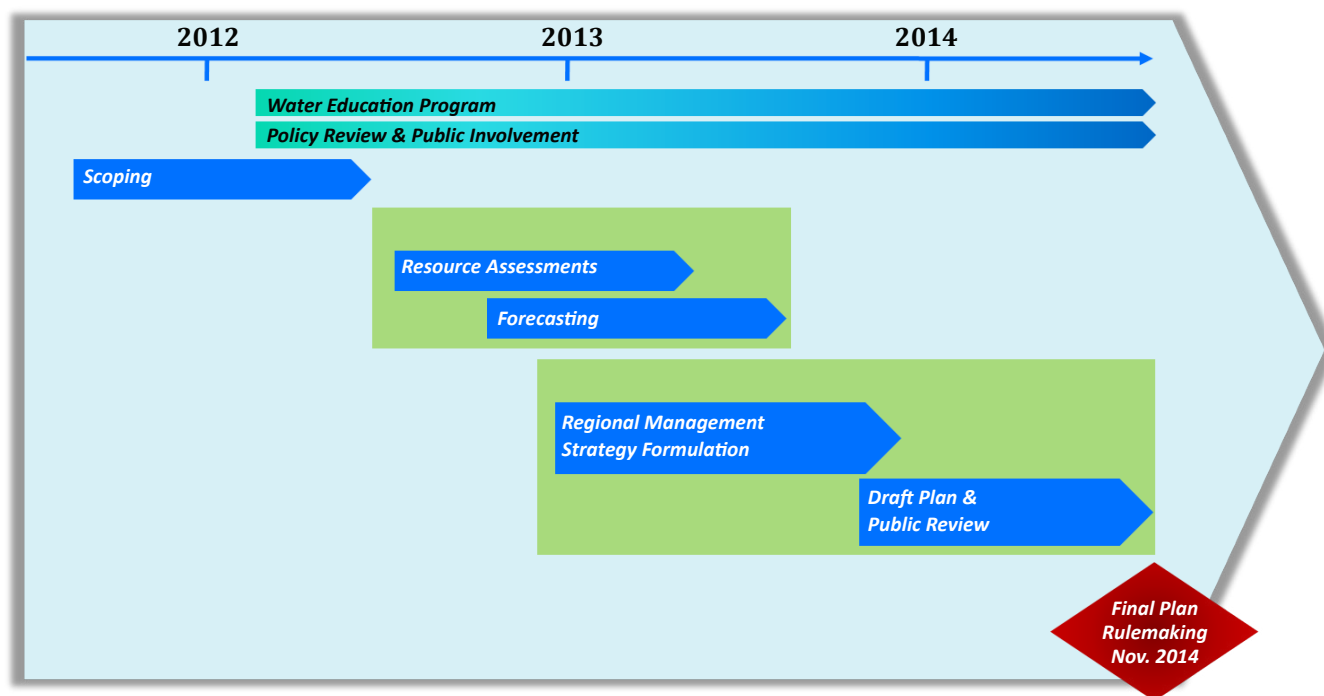 2012 2013 2014
Water Education Program
Policy Review & Public Involvement
Scoping
Resource Assessments
Forecasting
Regional Management
Strategy Formulation
Draft Plan &
Public Review
Final Plan
Rulemaking
Nov. 2014